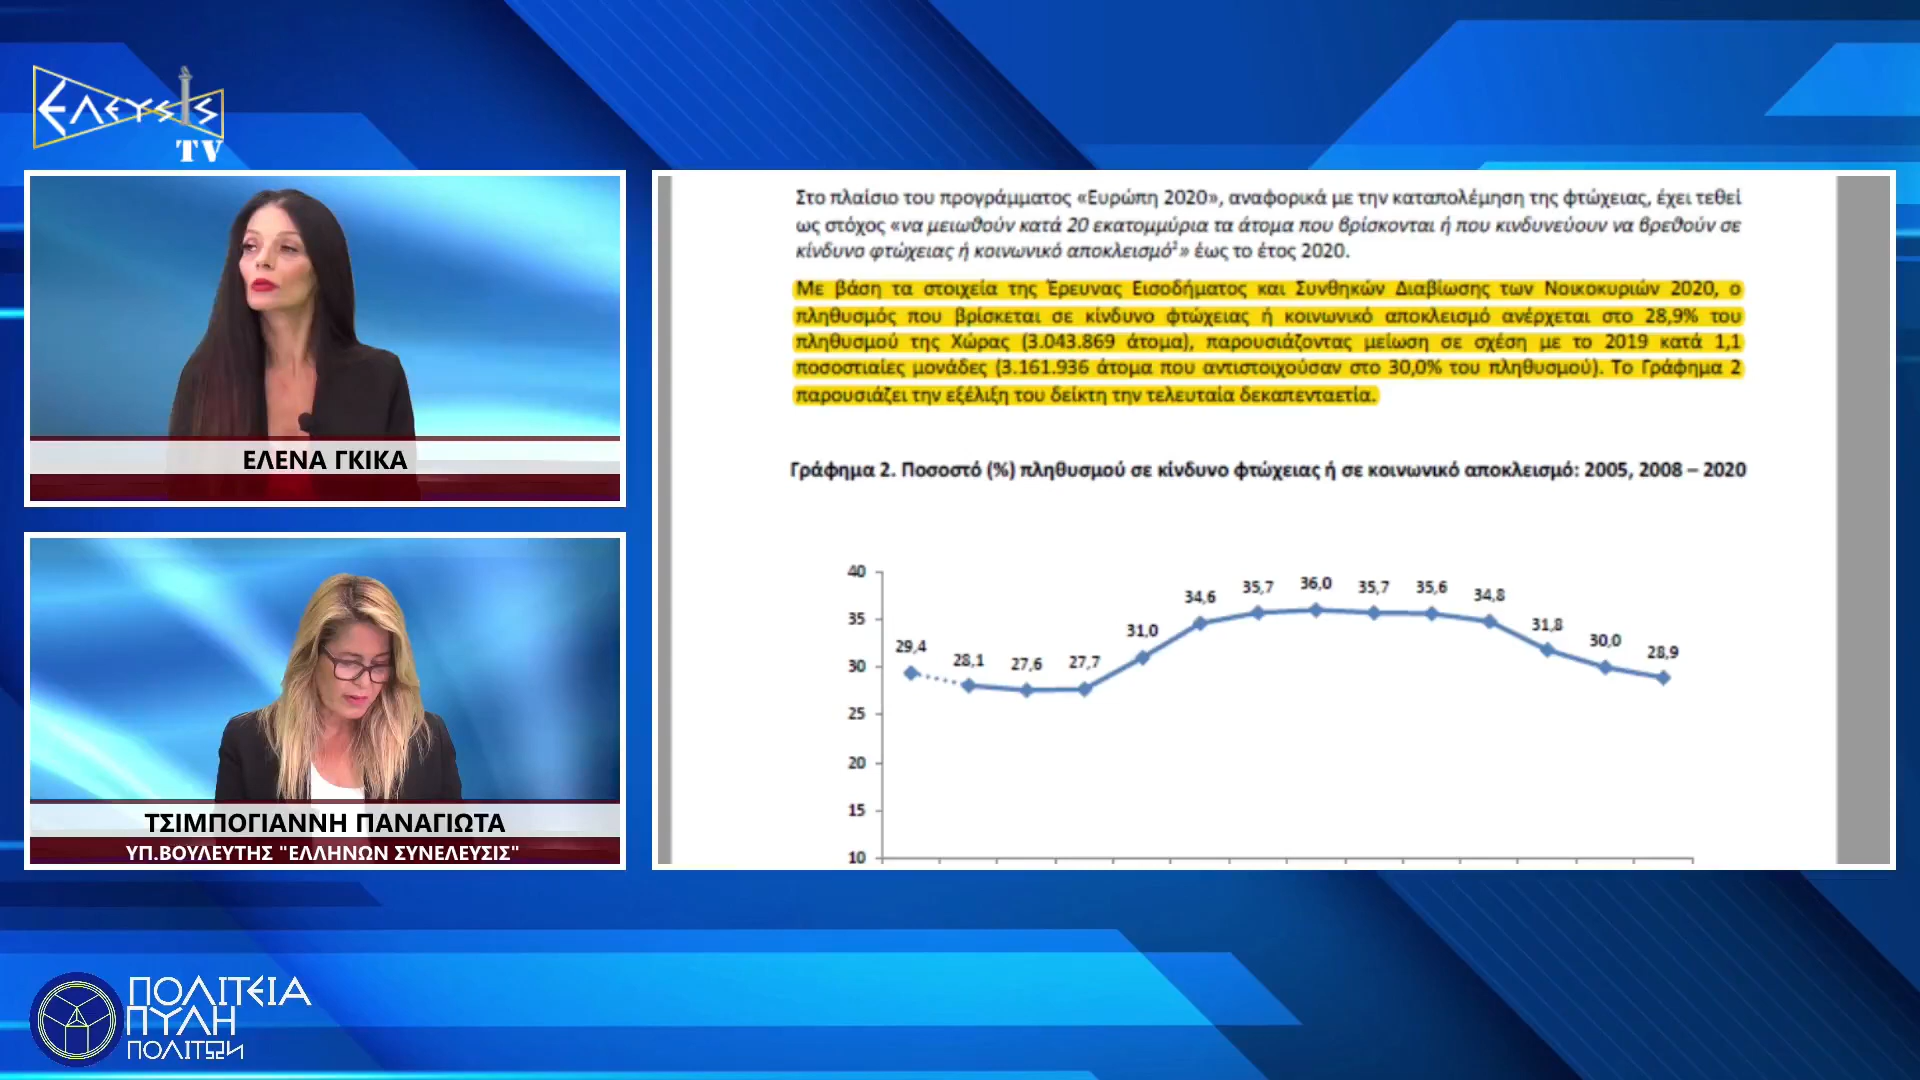 ΕΛΕΥSIS
TV
ΕΛΕΝΑ ΓΚΙΚΑ
ΤΣΙΜΠΟΓΙΑΝΝΗ ΠΑΝΑΓΙΩΤΑ
ΥΠ.ΒΟΥΛΕΥΤΗΣ "ΕΛΛΗΝΩΝ ΣΥΝΕΛΕΥΣΙΣ"
Στο πλαίσιο του προγράμματος «Ευρώπη 2020», αναφορικά με την καταπολέμηση της φτώχειας, έχει τεθεί
ως στόχος «να μειωθούν κατά 20 εκατομμύρια τα άτομα που βρίσκονται ή που κινδυνεύουν να βρεθούν σε
κίνδυνο φτώχειας ή κοινωνικό αποκλεισμό¹» έως το έτος 2020.
Με βάση τα στοιχεία της Έρευνας Εισοδήματος και Συνθηκών Διαβίωσης των Νοικοκυριών 2020, ο
πληθυσμός που βρίσκεται σε κίνδυνο φτώχειας ή κοινωνικό αποκλεισμό ανέρχεται στο 28,9% του
πληθυσμού της Χώρας (3.043.869 άτομα), παρουσιάζοντας μείωση σε σχέση με το 2019 κατά 1,1
ποσοστιαίες μονάδες (3.161.936 άτομα που αντιστοιχούσαν στο 30,0% του πληθυσμού). Το Γράφημα 2
παρουσιάζει την εξέλιξη του δείκτη την τελευταία δεκαπενταετία.
Γράφημα 2. Ποσοστό (%) πληθυσμού σε κίνδυνο φτώχειας ή σε κοινωνικό αποκλεισμό: 2005, 2008 – 2020
40
35
30
25
20
15
10
29,4
28,1
27,6
27,7
31,0
34,6
35,7
36,0
35,7
35,6
34,8
31,8
30,0
28,9
ΠΟΛΙΤΕΙΑ
ΠΥΛΗ
ΠΟΛΙΤΩΝ